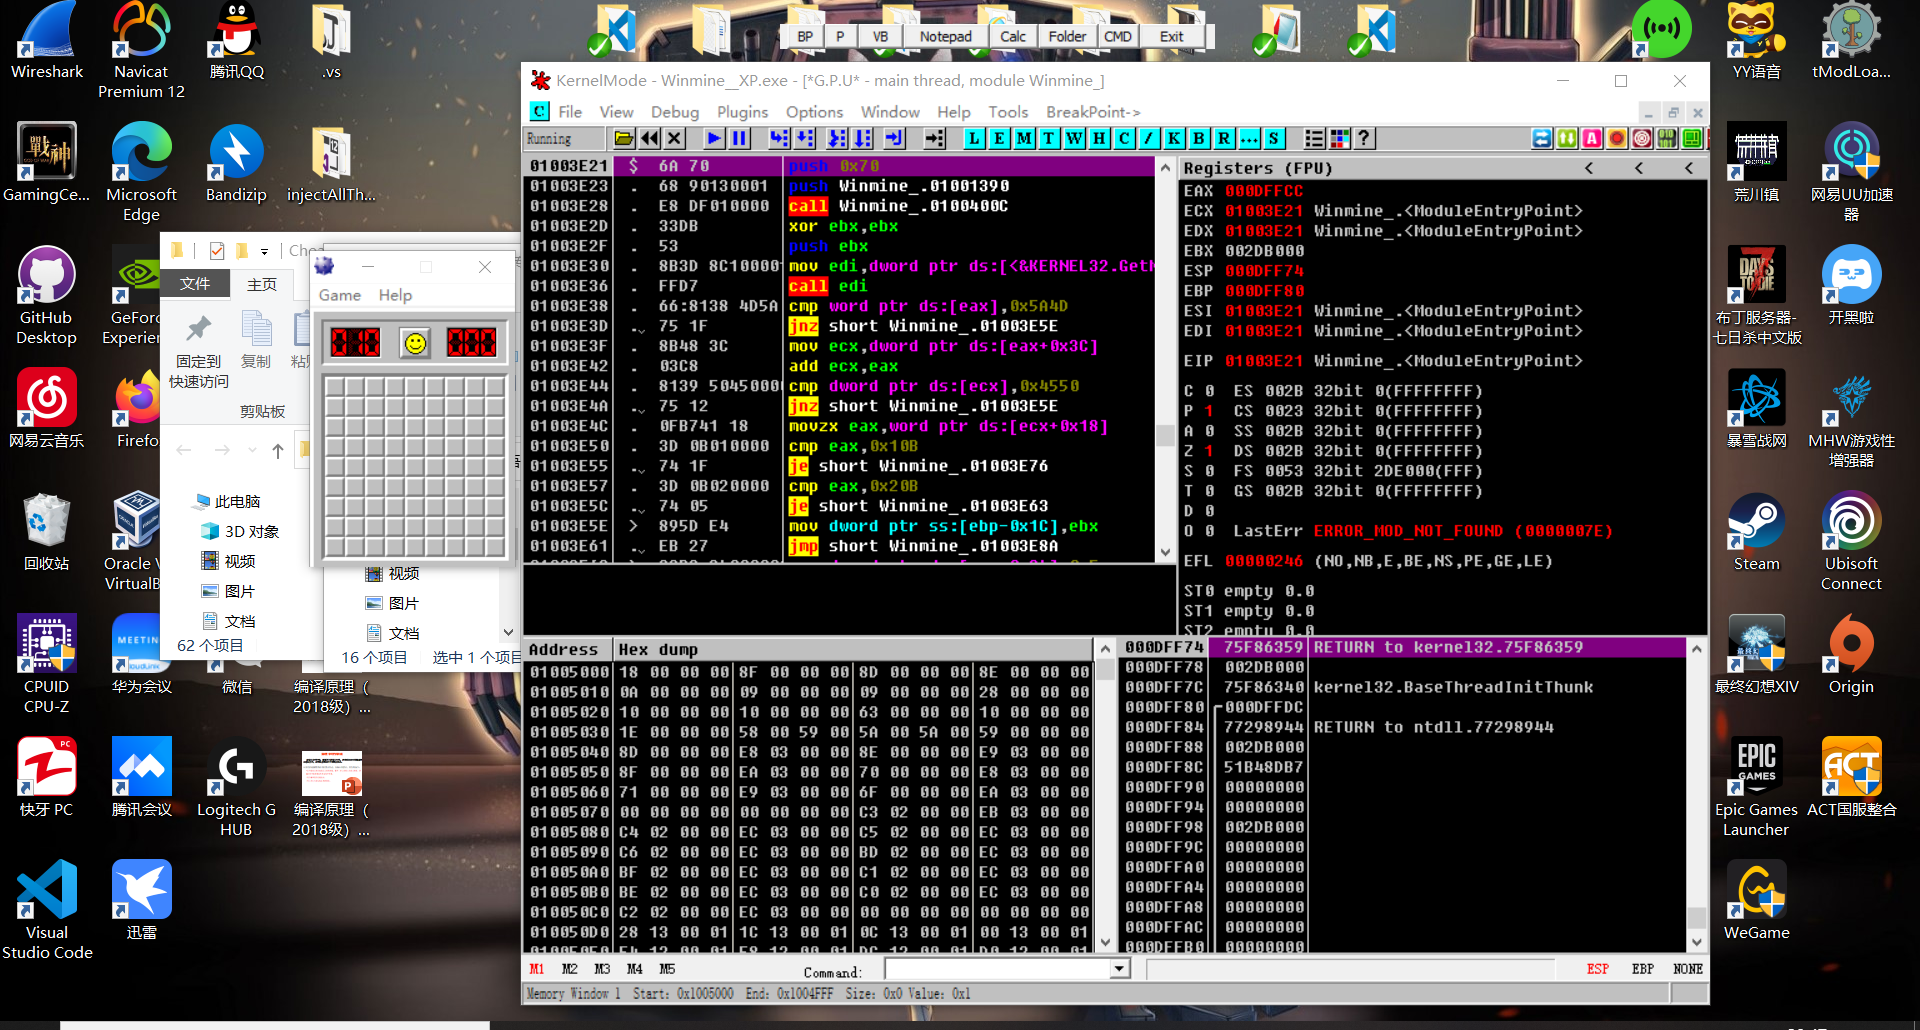 Wireshark
Navicat Premium 12
腾讯QQ
.vs
BP P VB Notepad Calc Folder CMD Exit
YY语音
tModLoa...
GamingCe...
Microsoft Edge
Bandizip
injectAllTh...
荒川镇
网易UU加速器
GitHub Desktop
布丁服务器-七日杀中文版
开黑啦
网易云音乐
暴雪战网
MHW游戏性增强器
回收站
Steam
Ubisoft Connect
CPUID CPU-Z
华为会议
微信
编译原理（2018级）...
最终幻想XIV
Origin
快牙 PC
腾讯会议
Logitech G HUB
编译原理（2018级）...
Epic Games Launcher
ACT国服整合
Visual Studio Code
迅雷
WeGame
文件 主页
固定到快速访问
复制
剪贴板
此电脑
3D 对象
视频
图片
文档
62 个项目
视频
图片
文档
16 个项目 选中 1 个项目
Game Help
000
KernelMode - Winmine__XP.exe - [*G.P.U* - main thread, module Winmine_]
File View Debug Plugins Options Window Help Tools BreakPoint->
Running
L E M T W H C / K B R ... S
01003E21 $ 6A 70 push 0x70
01003E23 . 68 90130001 push Winmine_.01001390
01003E28 . E8 DF010000 call Winmine_.0100400C
01003E2D . 33DB xor ebx,ebx
01003E2F . 53 push ebx
01003E30 . 8B3D 8C10000 mov edi,dword ptr ds:[<&KERNEL32.GetM
01003E36 . FFD7 call edi
01003E38 . 66:8138 4D5A cmp word ptr ds:[eax],0x5A4D
01003E3D . 75 1F jnz short Winmine_.01003E5E
01003E3F . 8B48 3C mov ecx,dword ptr ds:[eax+0x3C]
01003E42 . 03C8 add ecx,eax
01003E44 . 8139 5045000 cmp dword ptr ds:[ecx],0x4550
01003E4A . 75 12 jnz short Winmine_.01003E5E
01003E4C . 0FB741 18 movzx eax,word ptr ds:[ecx+0x18]
01003E50 . 3D 0B010000 cmp eax,0x10B
01003E55 . 74 1F je short Winmine_.01003E76
01003E57 . 3D 0B020000 cmp eax,0x20B
01003E5C . 74 05 je short Winmine_.01003E63
01003E5E > 895D E4 mov dword ptr ss:[ebp-0x1C],ebx
01003E61 . EB 27 jmp short Winmine_.01003E8A
Registers (FPU)
EAX 000DFFCC
ECX 01003E21 Winmine_.<ModuleEntryPoint>
EDX 01003E21 Winmine_.<ModuleEntryPoint>
EBX 002DB000
ESP 000DFF74
EBP 000DFF80
ESI 01003E21 Winmine_.<ModuleEntryPoint>
EDI 01003E21 Winmine_.<ModuleEntryPoint>
EIP 01003E21 Winmine_.<ModuleEntryPoint>
C 0 ES 002B 32bit 0(FFFFFFFF)
P 1 CS 0023 32bit 0(FFFFFFFF)
A 0 SS 002B 32bit 0(FFFFFFFF)
Z 1 DS 002B 32bit 0(FFFFFFFF)
S 0 FS 0053 32bit 2DE000(FFF)
T 0 GS 002B 32bit 0(FFFFFFFF)
D 0
O 0 LastErr ERROR_MOD_NOT_FOUND (0000007E)
EFL 00000246 (NO,NB,E,BE,NS,PE,GE,LE)
ST0 empty 0.0
ST1 empty 0.0
ST2 empty 0.0
Address Hex dump
01005000 18 00 00 00 8F 00 00 00 8D 00 00 00 8E 00 00 00
01005010 0A 00 00 00 09 00 00 00 09 00 00 00 28 00 00 00
01005020 10 00 00 00 10 00 00 00 63 00 00 00 10 00 00 00
01005030 1E 00 00 00 58 00 59 00 5A 00 5A 00 59 00 00 00
01005040 8D 00 00 00 E8 03 00 00 8E 00 00 00 E9 03 00 00
01005050 8F 00 00 00 EA 03 00 00 70 00 00 00 E8 03 00 00
01005060 71 00 00 00 E9 03 00 00 6F 00 00 00 EA 03 00 00
01005070 00 00 00 00 00 00 00 00 C3 02 00 00 EB 03 00 00
01005080 C4 02 00 00 EC 03 00 00 C5 02 00 00 EC 03 00 00
01005090 C6 02 00 00 EC 03 00 00 BD 02 00 00 EC 03 00 00
010050A0 BF 02 00 00 EC 03 00 00 C1 02 00 00 EC 03 00 00
010050B0 BE 02 00 00 EC 03 00 00 C0 02 00 00 EC 03 00 00
010050C0 C2 02 00 00 EC 03 00 00 00 00 00 00 00 00 00 00
010050D0 28 13 00 01 1C 13 00 01 0C 13 00 01 00 13 00 01
000DFF74 75F86359 RETURN to kernel32.75F86359
000DFF78 002DB000
000DFF7C 75F86340 kernel32.BaseThreadInitThunk
000DFF80 000DFFDC
000DFF84 77298944 RETURN to ntdll.77298944
000DFF88 002DB000
000DFF8C 51B48DB7
000DFF90 00000000
000DFF94 00000000
000DFF98 002DB000
000DFF9C 00000000
000DFFA0 00000000
000DFFA4 00000000
000DFFA8 00000000
000DFFAC 00000000
000DFFB0 00000000
M1 M2 M3 M4 M5 Command: ESP EBP NONE
Memory Window 1 Start: 0x1005000 End: 0x1004FFF Size: 0x0 Value: 0x1